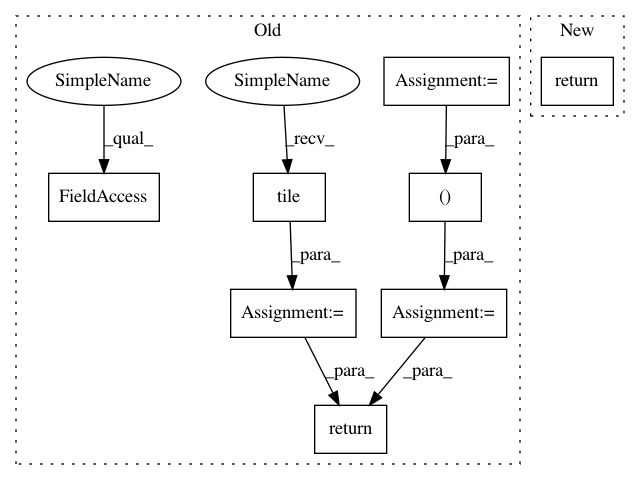 Old
New
SimpleName
SimpleName
Assignment:=
return
_qual_
_recv_
_para_
FieldAccess
tile
()
_para_
_para_
Assignment:=
Assignment:=
_para_
_para_
return